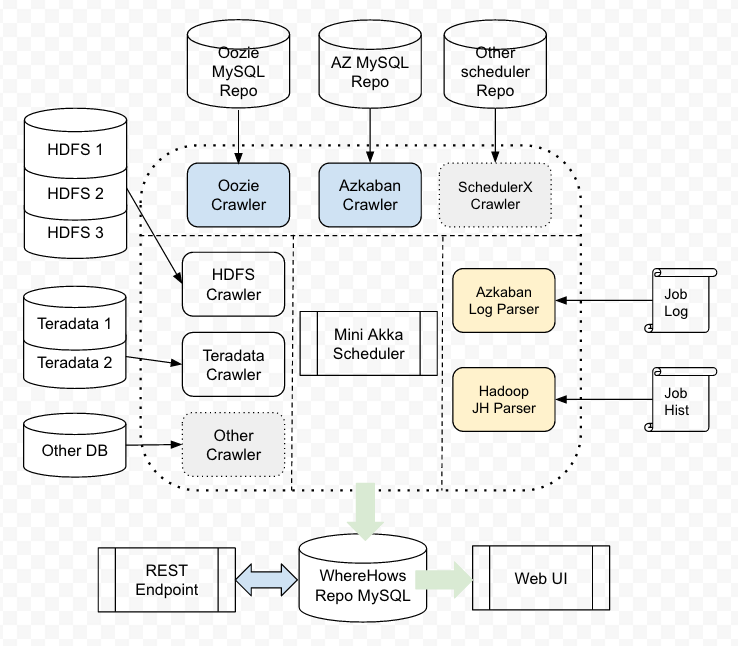 Oozie
MySQL
Repo
AZ MySQL
Repo
Other
scheduler
Repo
HDFS 1
HDFS 2
HDFS 3
Oozie
Crawler
Azkaban
Crawler
SchedulerX
Crawler
HDFS
Crawler
Teradata 1
Teradata 2
Teradata
Crawler
Mini Akka
Scheduler
Azkaban
Log Parser
Job
Log
Hadoop
JH Parser
Job
Hist
Other DB
Other
Crawler
REST
Endpoint
WhereHows
Repo MySQL
Web UI